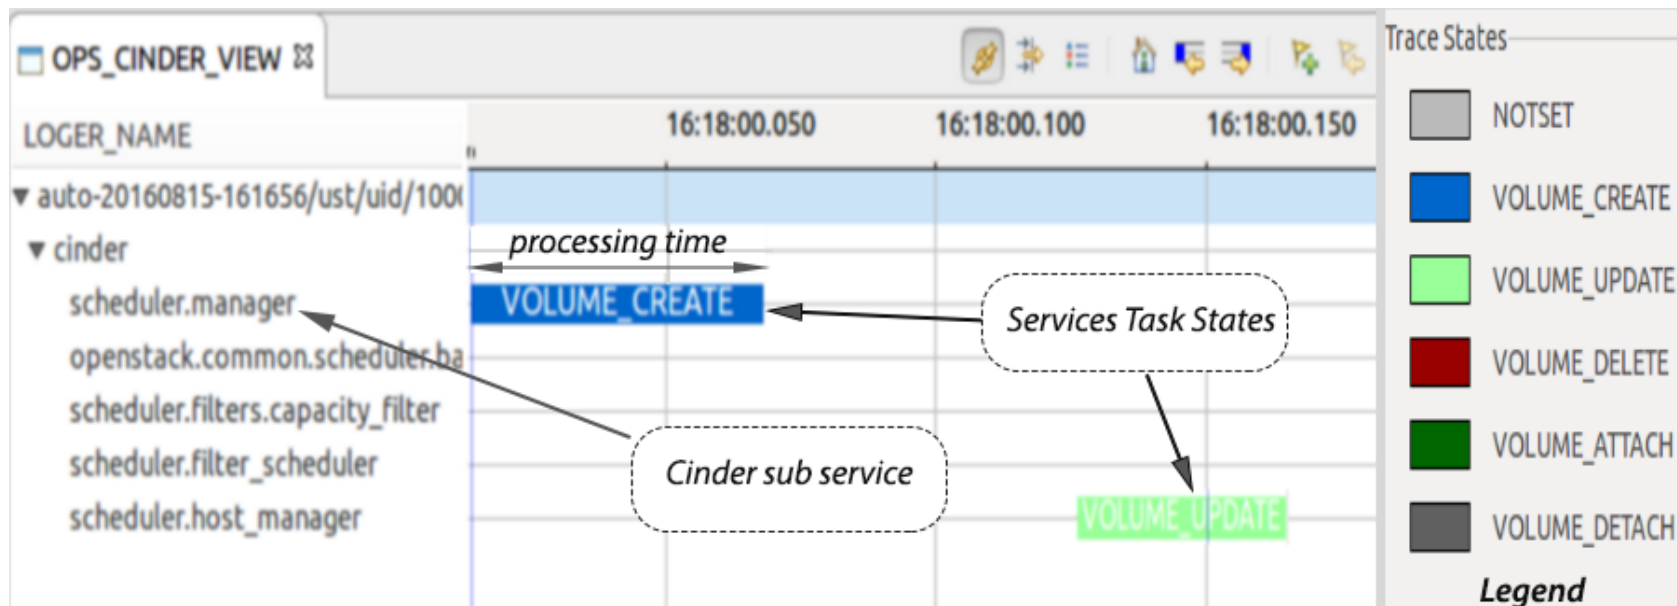 OPS_CINDER_VIEW
LOGER_NAME
16:18:00.050 16:18:00.100 16:18:00.150
auto-20160815-161656/ust/uid/100
cinder
processing time
scheduler.manager
VOLUME_CREATE
Services Task States
openstack.common.scheduler.ba
scheduler.filters.capacity_filter
scheduler.filter_scheduler
Cinder sub service
scheduler.host_manager
VOLUME_UPDATE
Trace States
NOTSET
VOLUME_CREATE
VOLUME_UPDATE
VOLUME_DELETE
VOLUME_ATTACH
VOLUME_DETACH
Legend